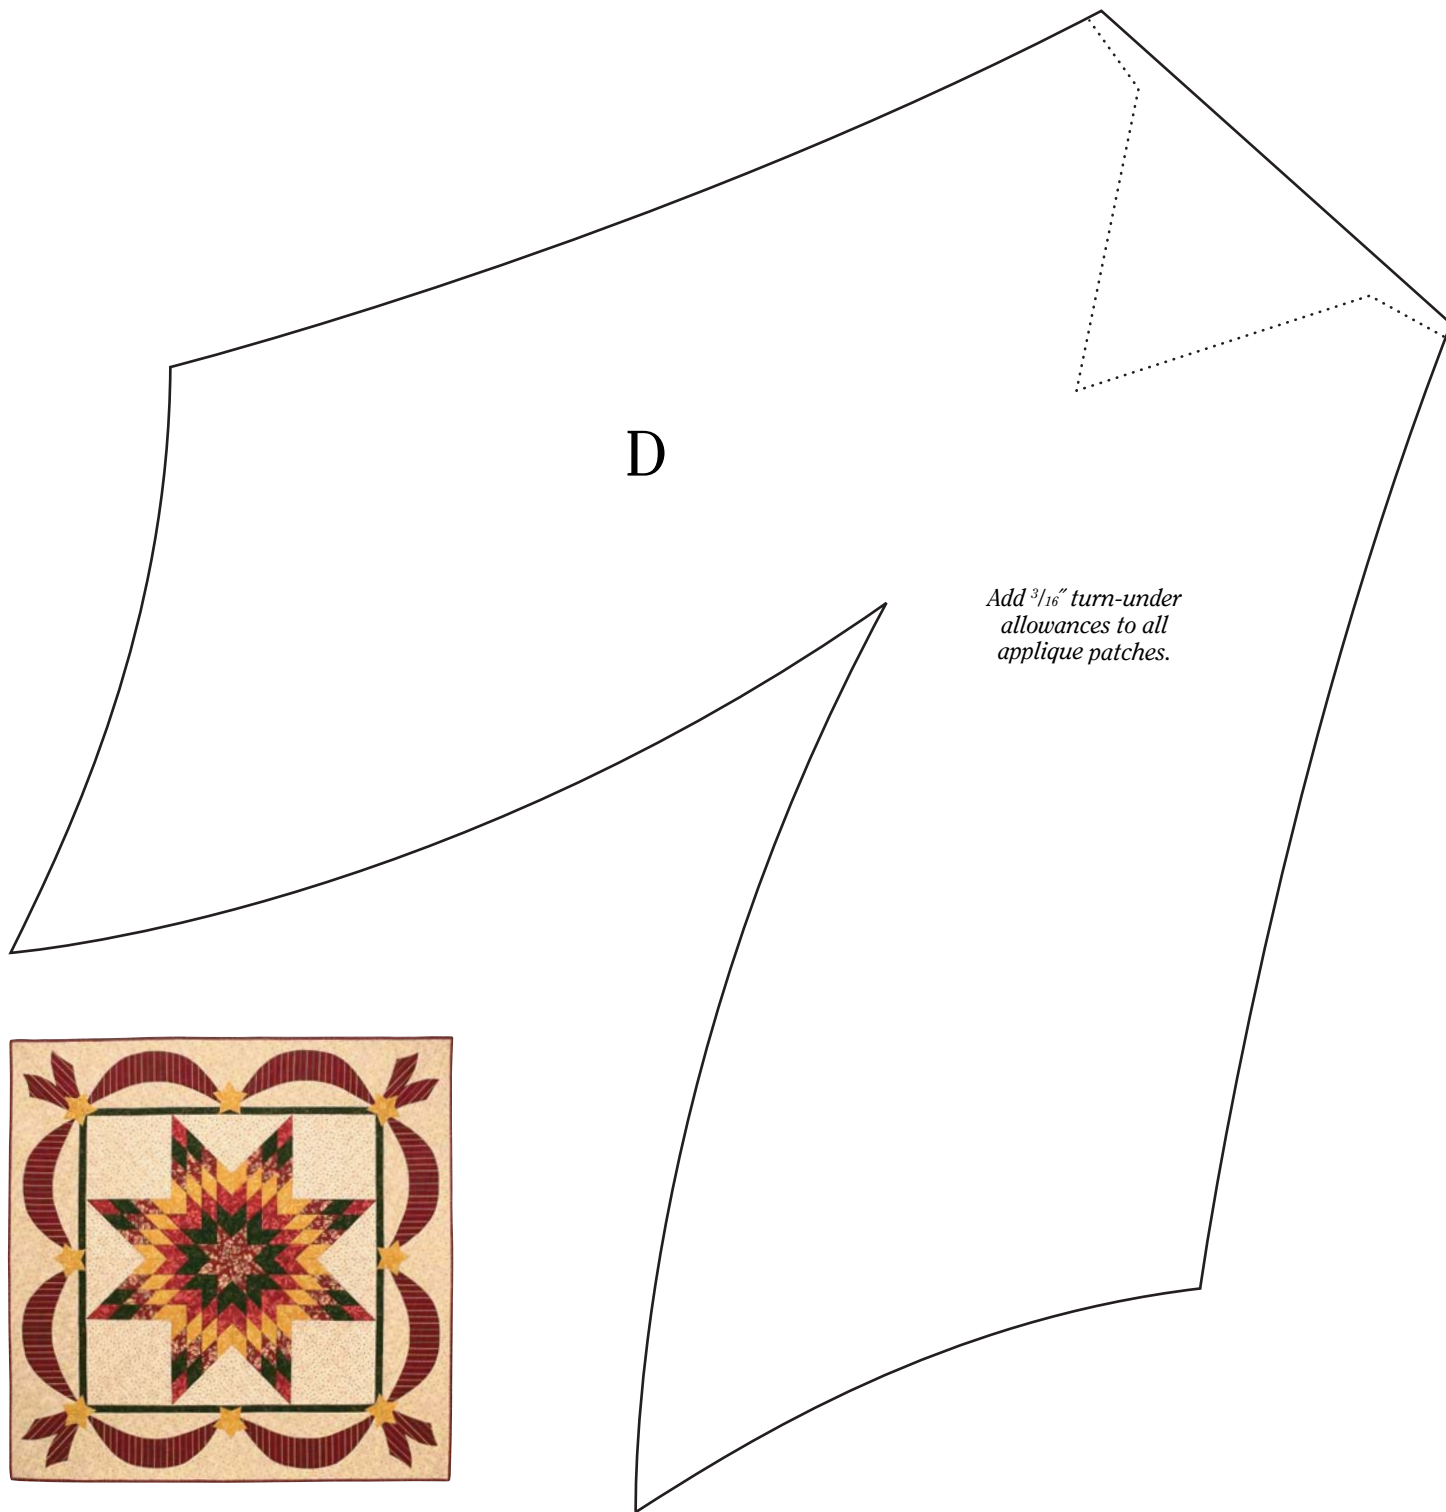 D
Add 3/16″ turn-under
allowances to all
applique patches.